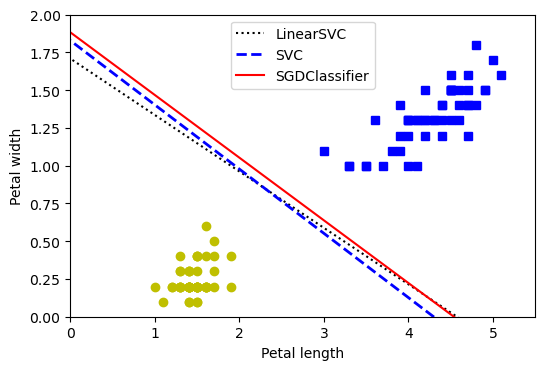 2.00
1.75
1.50
1.25
1.00
0.75
0.50
0.25
0.00
Petal width
LinearSVC
SVC
SGDClassifier
0 1 2 3 4 5
Petal length